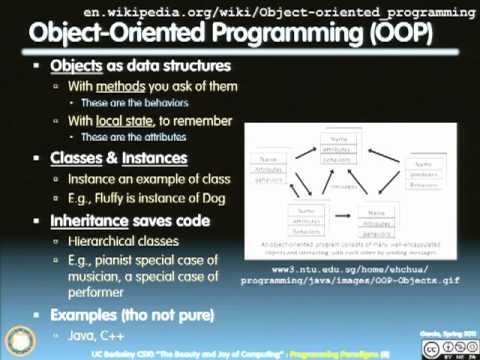 en.wikipedia.org/wiki/Object-oriented_programming
Object-Oriented Programming (OOP)
Objects as data structures
With methods you ask of them
These are the behaviors
With local state, to remember
These are the attributes
Classes & Instances
Instance an example of class
E.g., Fluffy is instance of Dog
Inheritance saves code
Hierarchical classes
E.g., pianist special case of
musician, a special case of
performer
Examples (tho not pure)
Java, C++
Name
attributes
behaviors
Name
Attributes
behaviors
Name
Behaviors
messages
Name
attributes
Behaviors
Name
attributes
behaviors
An object-oriented program consists of many well-encapsulated
objects and interacting with each other by sending messages
www3.ntu.edu.sg/home/ehchua/
programming/java/images/OOP-Objects.gif
UC Berkeley CS10 "The Beauty and Joy of Computing" : Programming Paradigms (8)
Garcia, Spring 2011
cc
BY NC SA